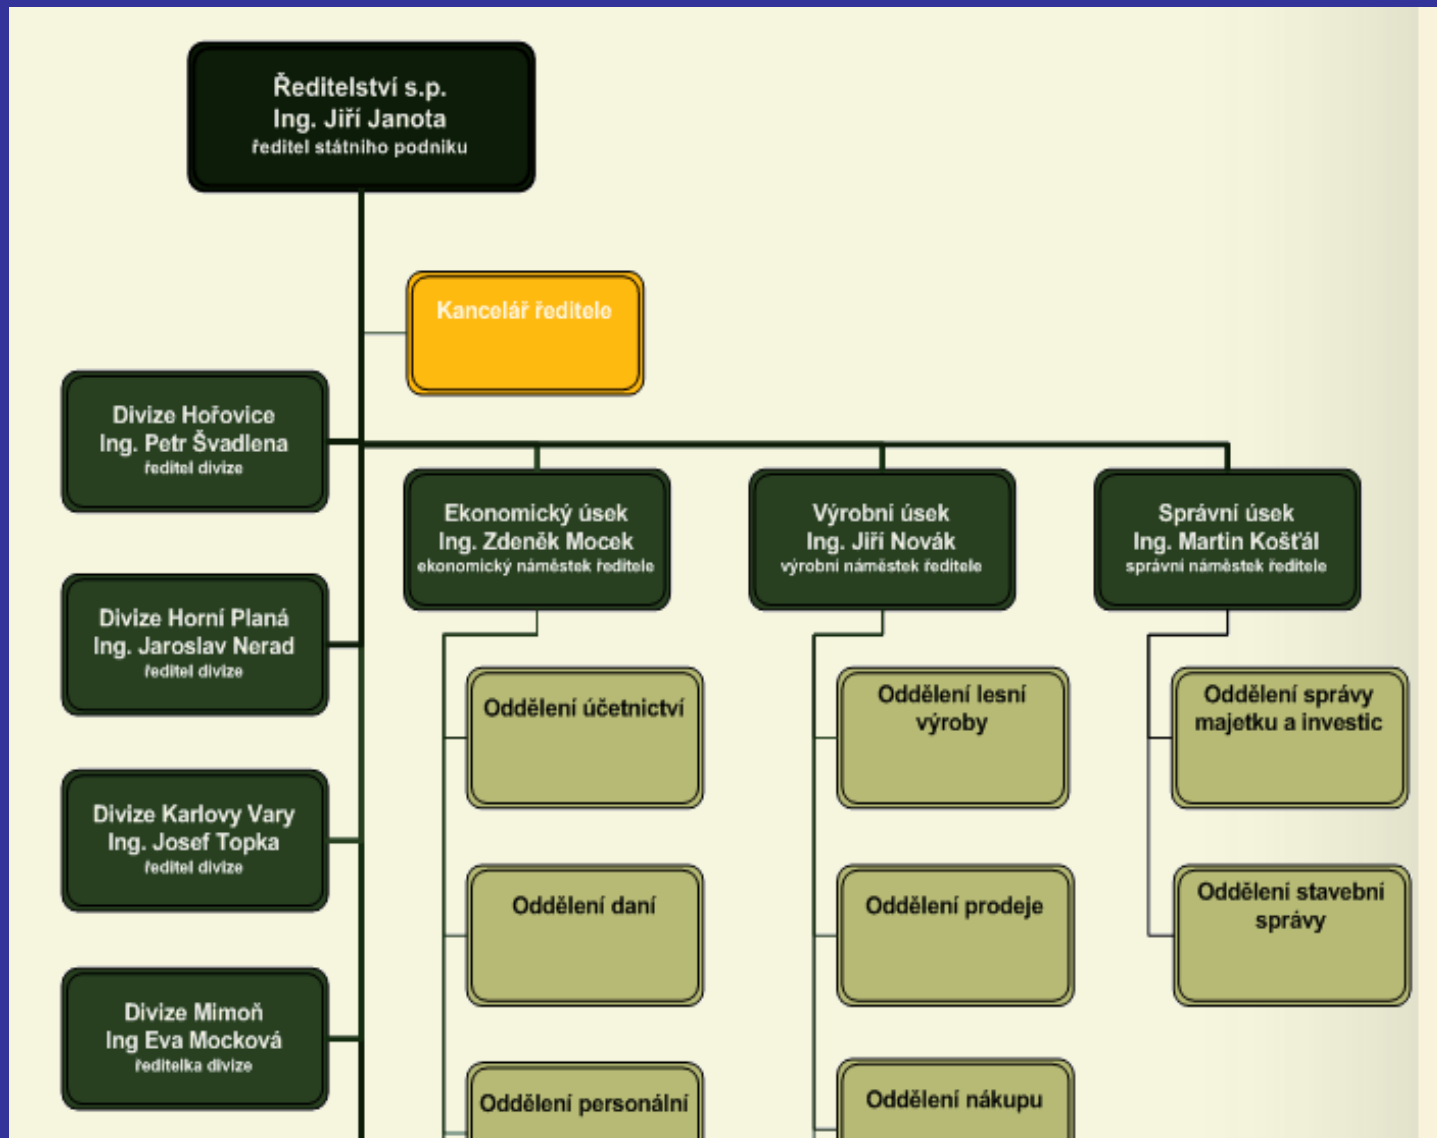 Ředitelství s.p.
Ing. Jiří Janota
ředitel státního podniku
Kancelář ředitele
Divize Hořovice
Ing. Petr Švadlena
ředitel divize
Ekonomický úsek
Ing. Zdeněk Mocek
ekonomický náměstek ředitele
Výrobní úsek
Ing. Jiří Novák
výrobní náměstek ředitele
Správní úsek
Ing. Martin Košťál
správní náměstek ředitele
Divize Horní Planá
Ing. Jaroslav Nerad
ředitel divize
Oddělení účetnictví
Oddělení lesní
výroby
Oddělení správy
majetku a investic
Divize Karlovy Vary
Ing. Josef Topka
ředitel divize
Oddělení daní
Oddělení prodeje
Oddělení stavební
správy
Divize Mimoň
Ing Eva Mocková
ředitelka divize
Oddělení personální
Oddělení nákupu